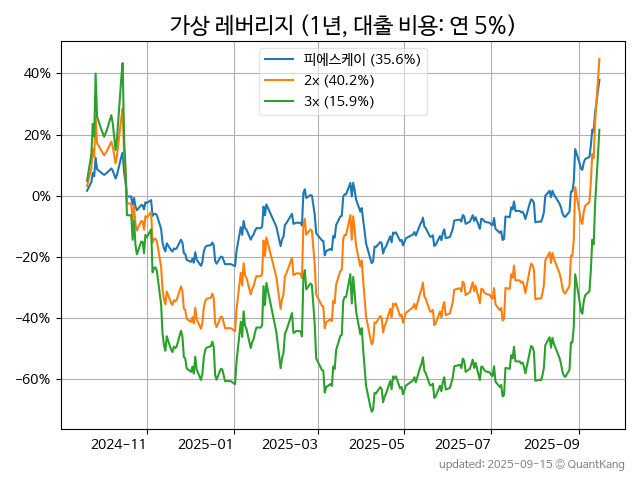 가상 레버리지 (1년, 대출 비용: 연 5%)
피에스케이 (35.6%)
2x (40.2%)
3x (15.9%)
40%
20%
0%
−20%
−40%
−60%
2024-11 2025-01 2025-03 2025-05 2025-07 2025-09
updated: 2025-09-15 © QuantKang